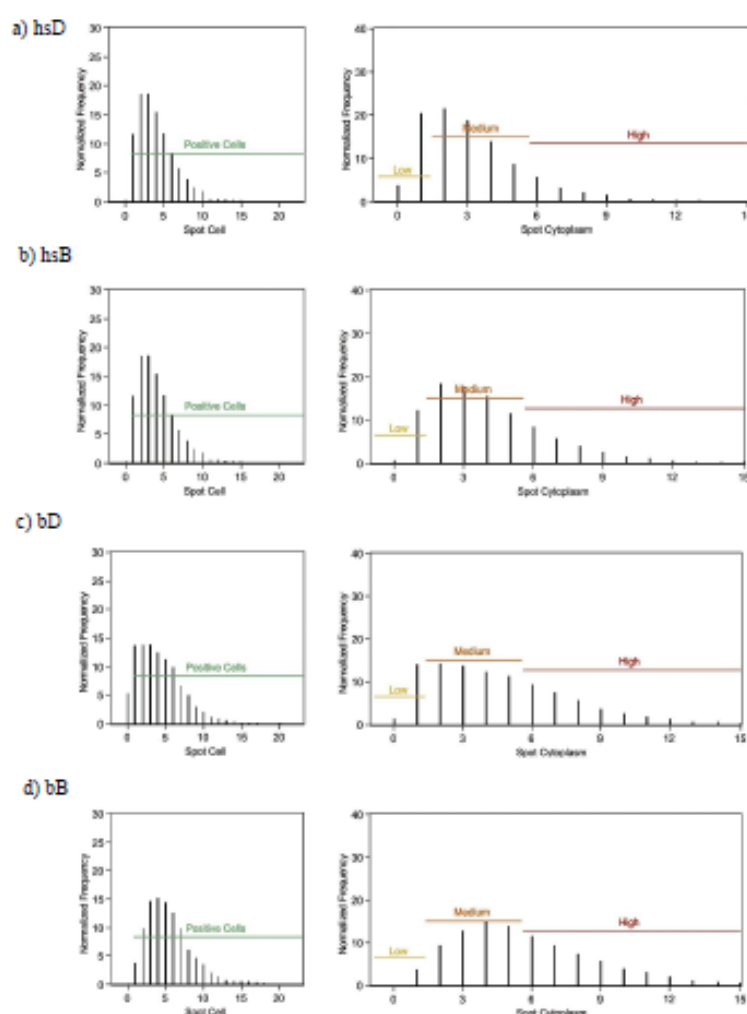 a) hsD
Normalized Frequency
30
25
20
15
10
5
0
Positive Cells
0 5 10 15 20
Spot Cell
Normalized Frequency
40
30
20
10
0
Low
Medium
High
0 3 6 9 12 15
Spot Cytoplasm
b) hsB
Normalized Frequency
30
25
20
15
10
5
0
Positive Cells
0 5 10 15 20
Spot Cell
Normalized Frequency
40
30
20
10
0
Low
Medium
High
0 3 6 9 12 15
Spot Cytoplasm
c) bD
Normalized Frequency
30
25
20
15
10
5
0
Positive Cells
0 5 10 15 20
Spot Cell
Normalized Frequency
40
30
20
10
0
Low
Medium
High
0 3 6 9 12 15
Spot Cytoplasm
d) bB
Normalized Frequency
30
25
20
15
10
5
0
Positive Cells
0 5 10 15 20
Spot Cell
Normalized Frequency
40
30
20
10
0
Low
Medium
High
0 3 6 9 12 15
Spot Cytoplasm